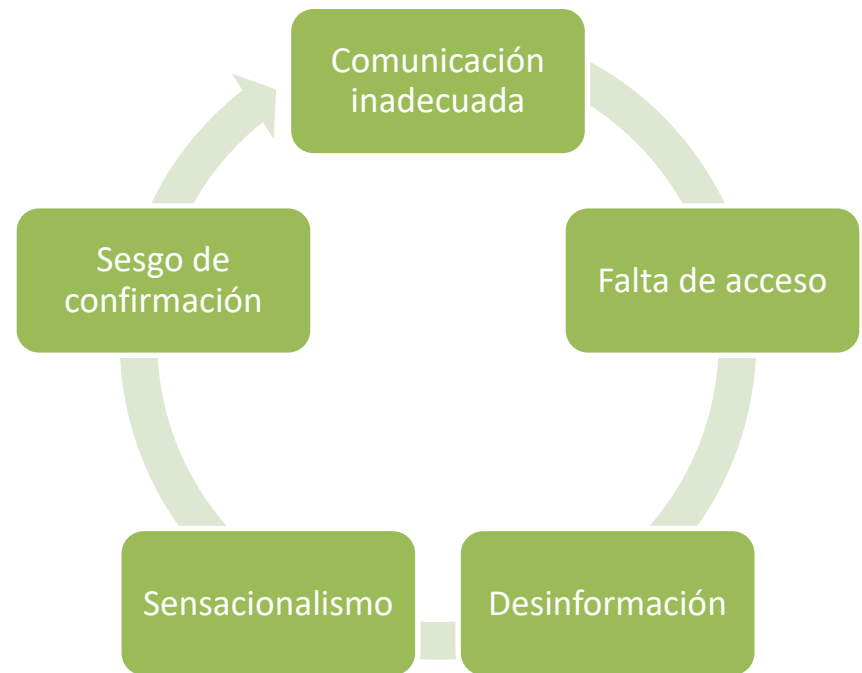 Comunicación
inadecuada
Falta de acceso
Desinformación
Sensacionalismo
Sesgo de
confirmación